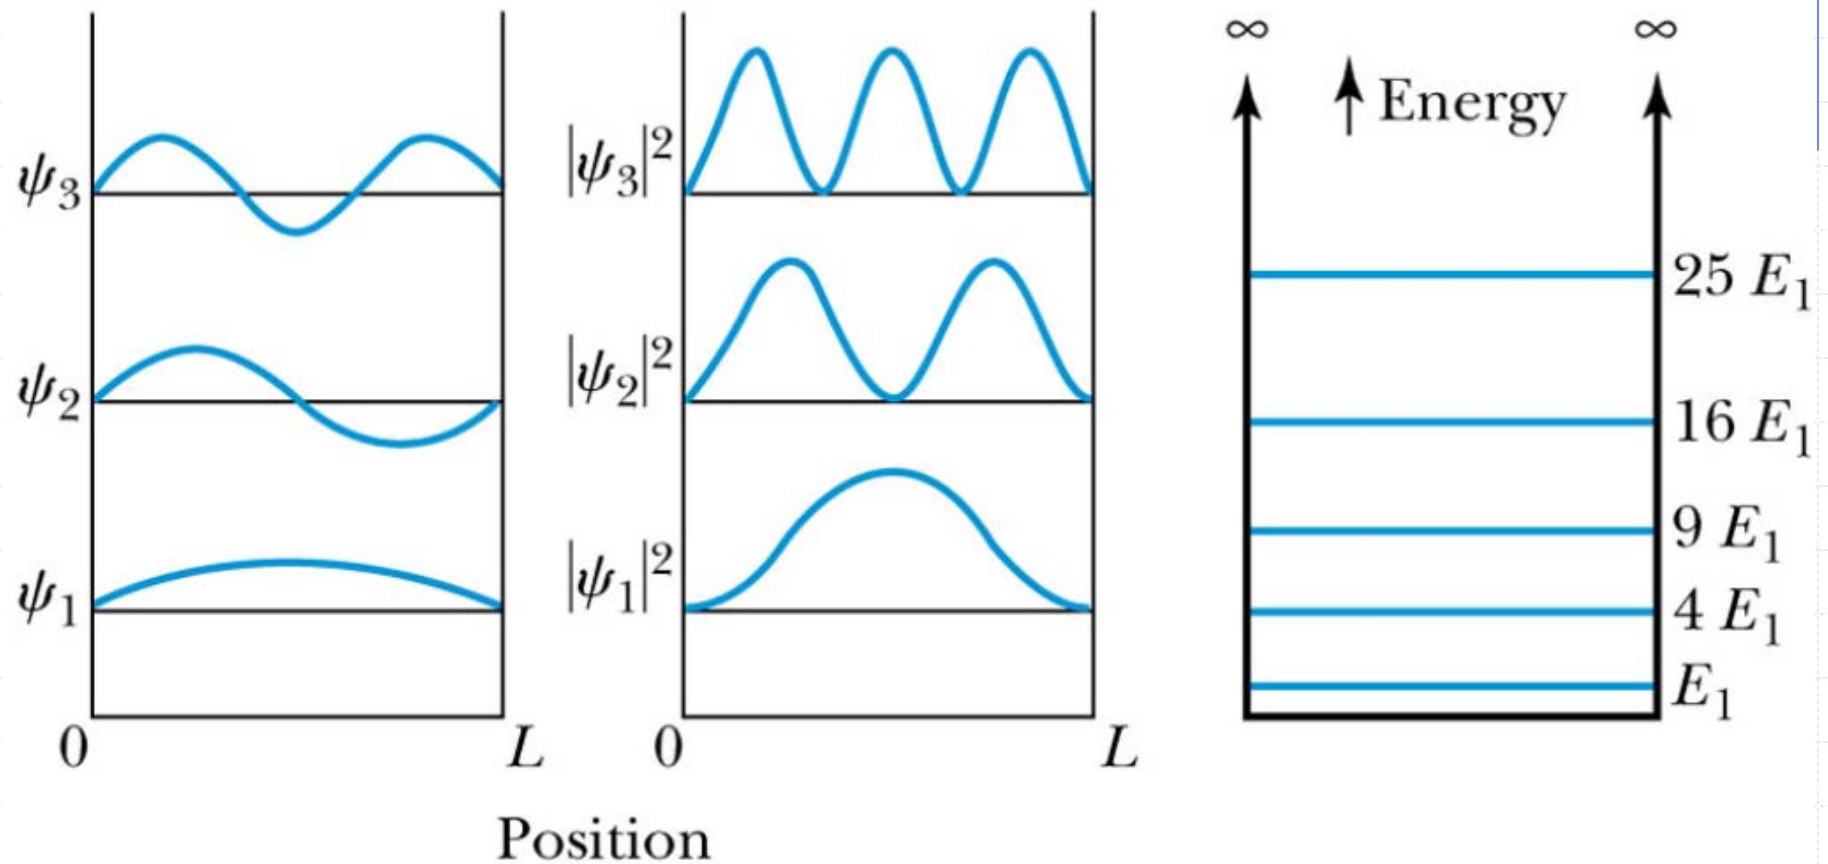 ψ₃
ψ₂
ψ₁
0
L
|ψ₃|²
|ψ₂|²
|ψ₁|²
0
L
Position
∞
∞
Energy
25 E₁
16 E₁
9 E₁
4 E₁
E₁